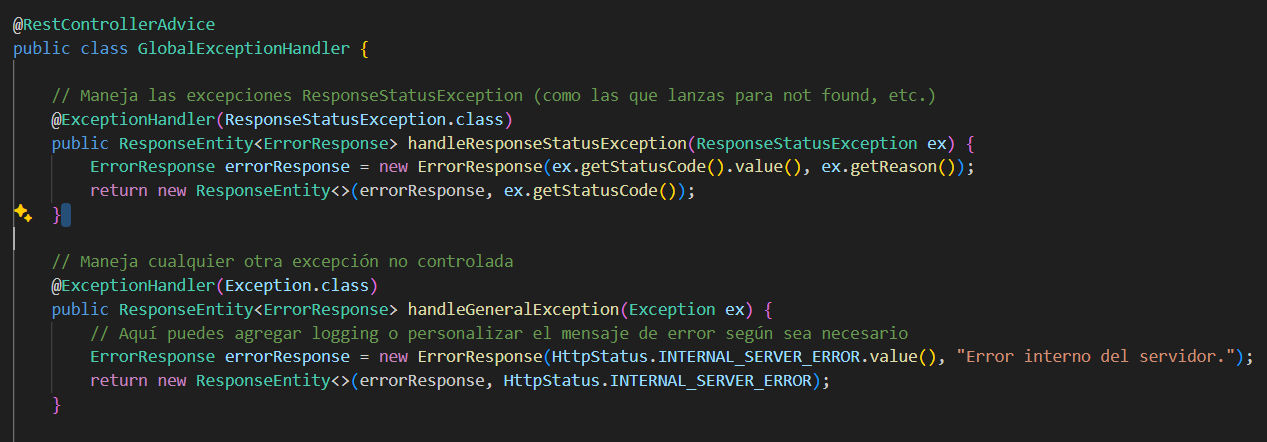 @RestControllerAdvice
public class GlobalExceptionHandler {
// Maneja las excepciones ResponseStatusException (como las que lanzas para not found, etc.)
@ExceptionHandler(ResponseStatusException.class)
public ResponseEntity<ErrorResponse> handleResponseStatusException(ResponseStatusException ex) {
ErrorResponse errorResponse = new ErrorResponse(ex.getStatusCode().value(), ex.getReason());
return new ResponseEntity<>(errorResponse, ex.getStatusCode());
}
// Maneja cualquier otra excepción no controlada
@ExceptionHandler(Exception.class)
public ResponseEntity<ErrorResponse> handleGeneralException(Exception ex) {
// Aquí puedes agregar logging o personalizar el mensaje de error según sea necesario
ErrorResponse errorResponse = new ErrorResponse(HttpStatus.INTERNAL_SERVER_ERROR.value(), "Error interno del servidor.");
return new ResponseEntity<>(errorResponse, HttpStatus.INTERNAL_SERVER_ERROR);
}